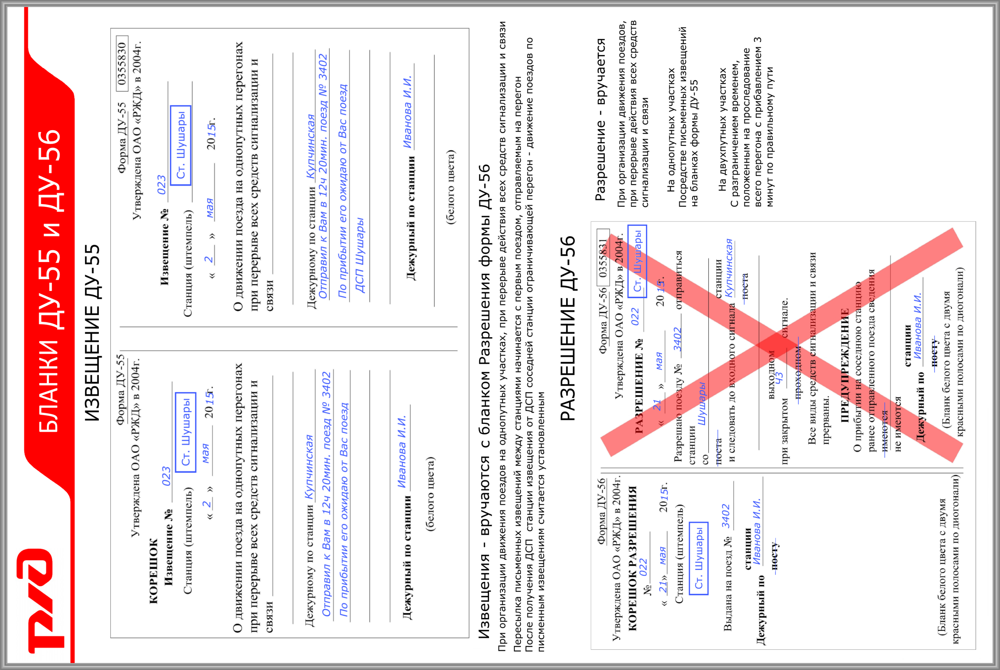 РЖД
БЛАНКИ ДУ-55 и ДУ-56
ИЗВЕЩЕНИЕ ДУ-55
Форма ДУ-55
Утверждена ОАО «РЖД» в 2004г.
КОРЕШОК
Извещение № 023
Станция (штемпель) Ст. Шушары
« 2 » мая 2015г.
О движении поезда на однопутных перегонах
при перерыве всех средств сигнализации и
связи
Дежурному по станции Купчинская
Отправил к Вам в 12ч 20мин. поезд № 3402
По прибытии его ожидаю от Вас поезд
Дежурный по станции Иванова И.И.
(белого цвета)
Форма ДУ-55 0355830
Утверждена ОАО «РЖД» в 2004г.
Извещение № 023
Станция (штемпель) Ст. Шушары
« 2 » мая 2015г.
О движении поезда на однопутных перегонах
при перерыве всех средств сигнализации и
связи
Дежурному по станции Купчинская
Отправил к Вам в 12ч 20мин. поезд № 3402
По прибытии его ожидаю от Вас поезд
ДСП Шушары
Дежурный по станции Иванова И.И.
(белого цвета)
Извещения - вручаются с бланком Разрешения формы ДУ-56
При организации движения поездов на однопутных участках, при перерыве действия всех средств сигнализации и связи
Пересылка письменных извещений между станциями начинается с первым поездом, отправляемым на перегон
После получения ДСП станции извещения от ДСП соседней станции ограничивающей перегон - движение поездов по
писменным извещениям считается установленным
РАЗРЕШЕНИЕ ДУ-56
Форма ДУ-56
Утверждена ОАО «РЖД» в 2004г.
КОРЕШОК РАЗРЕШЕНИЯ
№ 022
« 21» мая 2015г.
Станция (штемпель)
Ст. Шушары
Выдана на поезд № 3402
станции
Дежурный по Иванова И.И.
посту
(Бланк белого цвета с двумя
красными полосами по диогонали)
Форма ДУ-56 0355831
Утверждена ОАО «РЖД» в 2004г.
РАЗРЕШЕНИЕ № 022 Ст. Шушары
« 21 » мая 20 15г.
Разрешаю поезду № 3402 отправиться
станции
со Шушары
поста станции
и следовать до входного сигнала Купчинская
поста
выходном
при закрытом Ч3 сигнале.
проходном
Все виды средств сигнализации и связи
прерваны.
ПРЕДУПРЕЖДЕНИЕ
О прибытии на соседнюю станцию
ранее отправленного поезда сведения
имеются
не имеются
станции
Дежурный по Иванова И.И.
посту
(Бланк белого цвета с двумя
красными полосами по диогонали)
Разрешение - вручается
При организации движения поездов,
при перерыве действия всех средств
сигнализации и связи
На однопутных участках
Посредстве письменных извещений
на бланках формы ДУ-55
На двухпутных участках
С разграничением временем,
положенным на проследование
всего перегона с прибавлением 3
минут по правильному пути